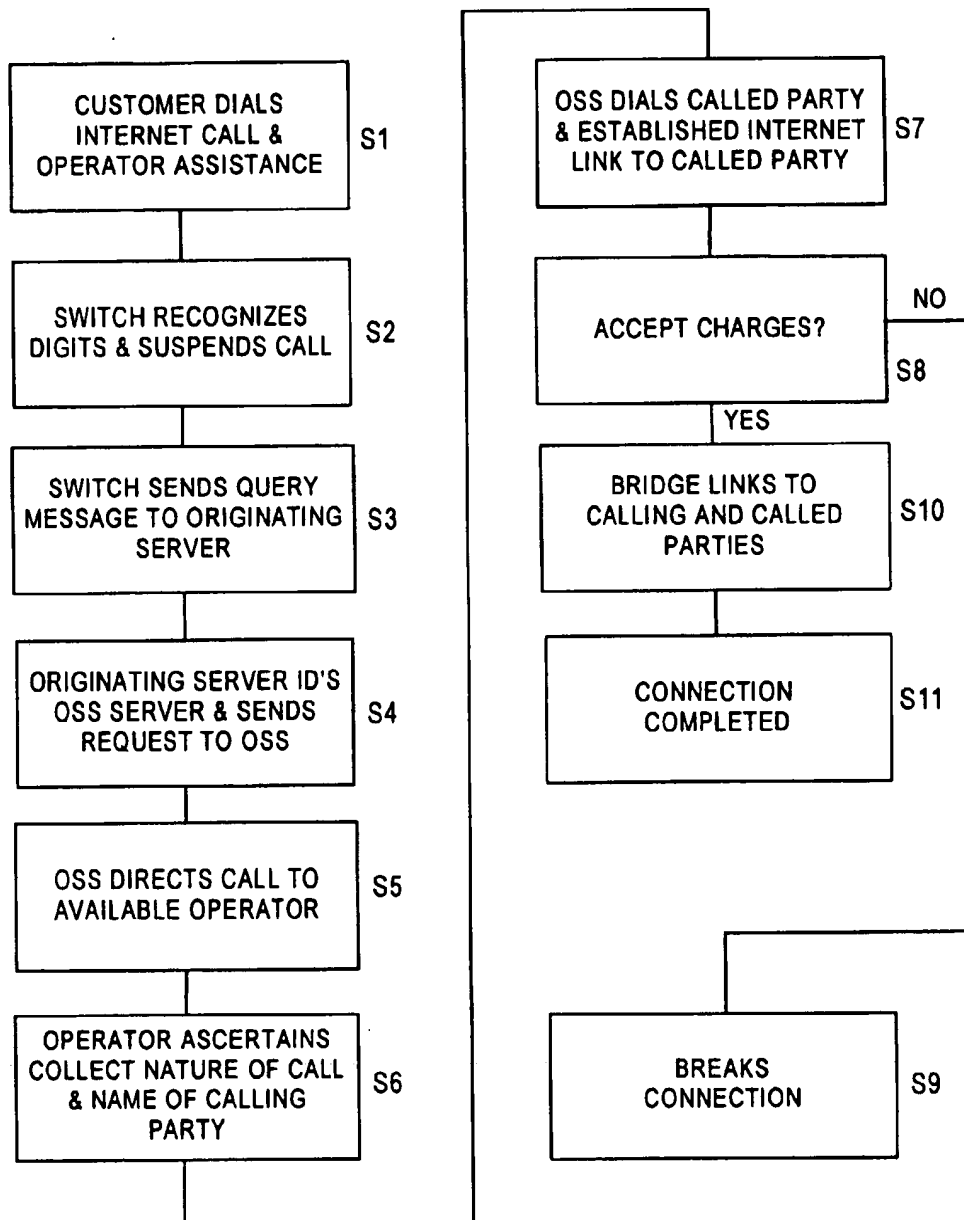 CUSTOMER DIALS
INTERNET CALL &
OPERATOR ASSISTANCE
S1
SWITCH RECOGNIZES
DIGITS & SUSPENDS CALL
S2
SWITCH SENDS QUERY
MESSAGE TO ORIGINATING
SERVER
S3
ORIGINATING SERVER ID'S
OSS SERVER & SENDS
REQUEST TO OSS
S4
OSS DIRECTS CALL TO
AVAILABLE OPERATOR
S5
OPERATOR ASCERTAINS
COLLECT NATURE OF CALL
& NAME OF CALLING
PARTY
S6
OSS DIALS CALLED PARTY
& ESTABLISHED INTERNET
LINK TO CALLED PARTY
S7
ACCEPT CHARGES?
NO
S8
YES
BRIDGE LINKS TO
CALLING AND CALLED
PARTIES
S10
CONNECTION
COMPLETED
S11
BREAKS
CONNECTION
S9